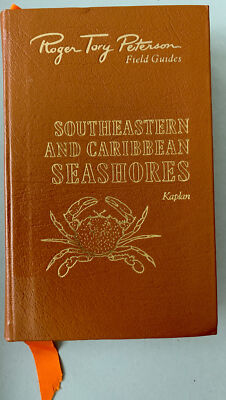 Roger Tory Peterson
Field Guides
SOUTHEASTERN
AND CARIBBEAN
SEASHORES
Kaplan